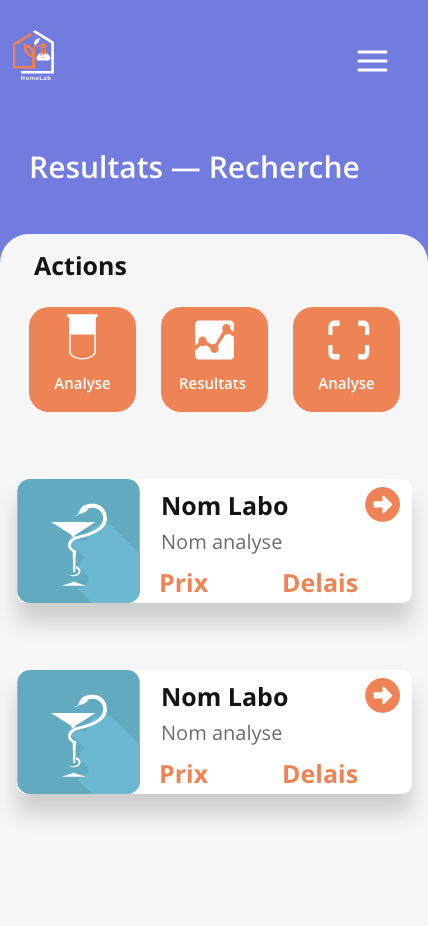 HomeLab
Resultats — Recherche
Actions
Analyse
Resultats
Analyse
Nom Labo
Nom analyse
Prix
Delais
Nom Labo
Nom analyse
Prix
Delais